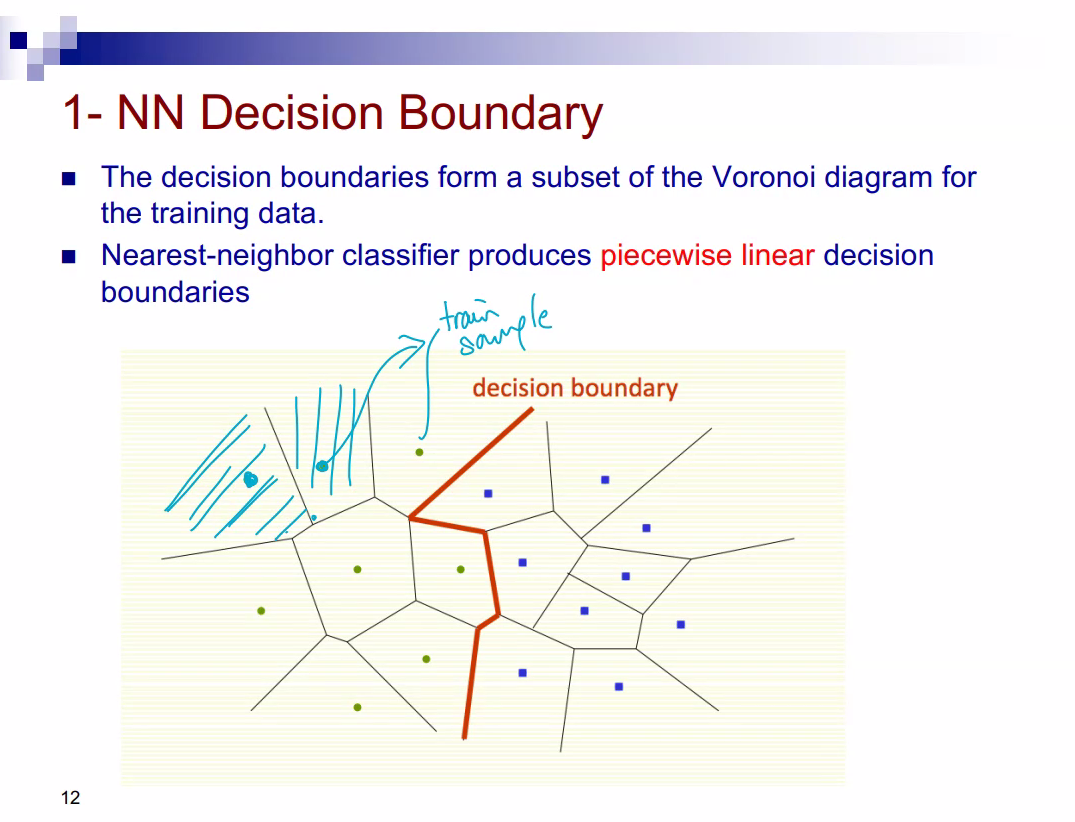 1- NN Decision Boundary
The decision boundaries form a subset of the Voronoi diagram for
the training data.
Nearest-neighbor classifier produces piecewise linear decision
boundaries
train
sample
decision boundary
12